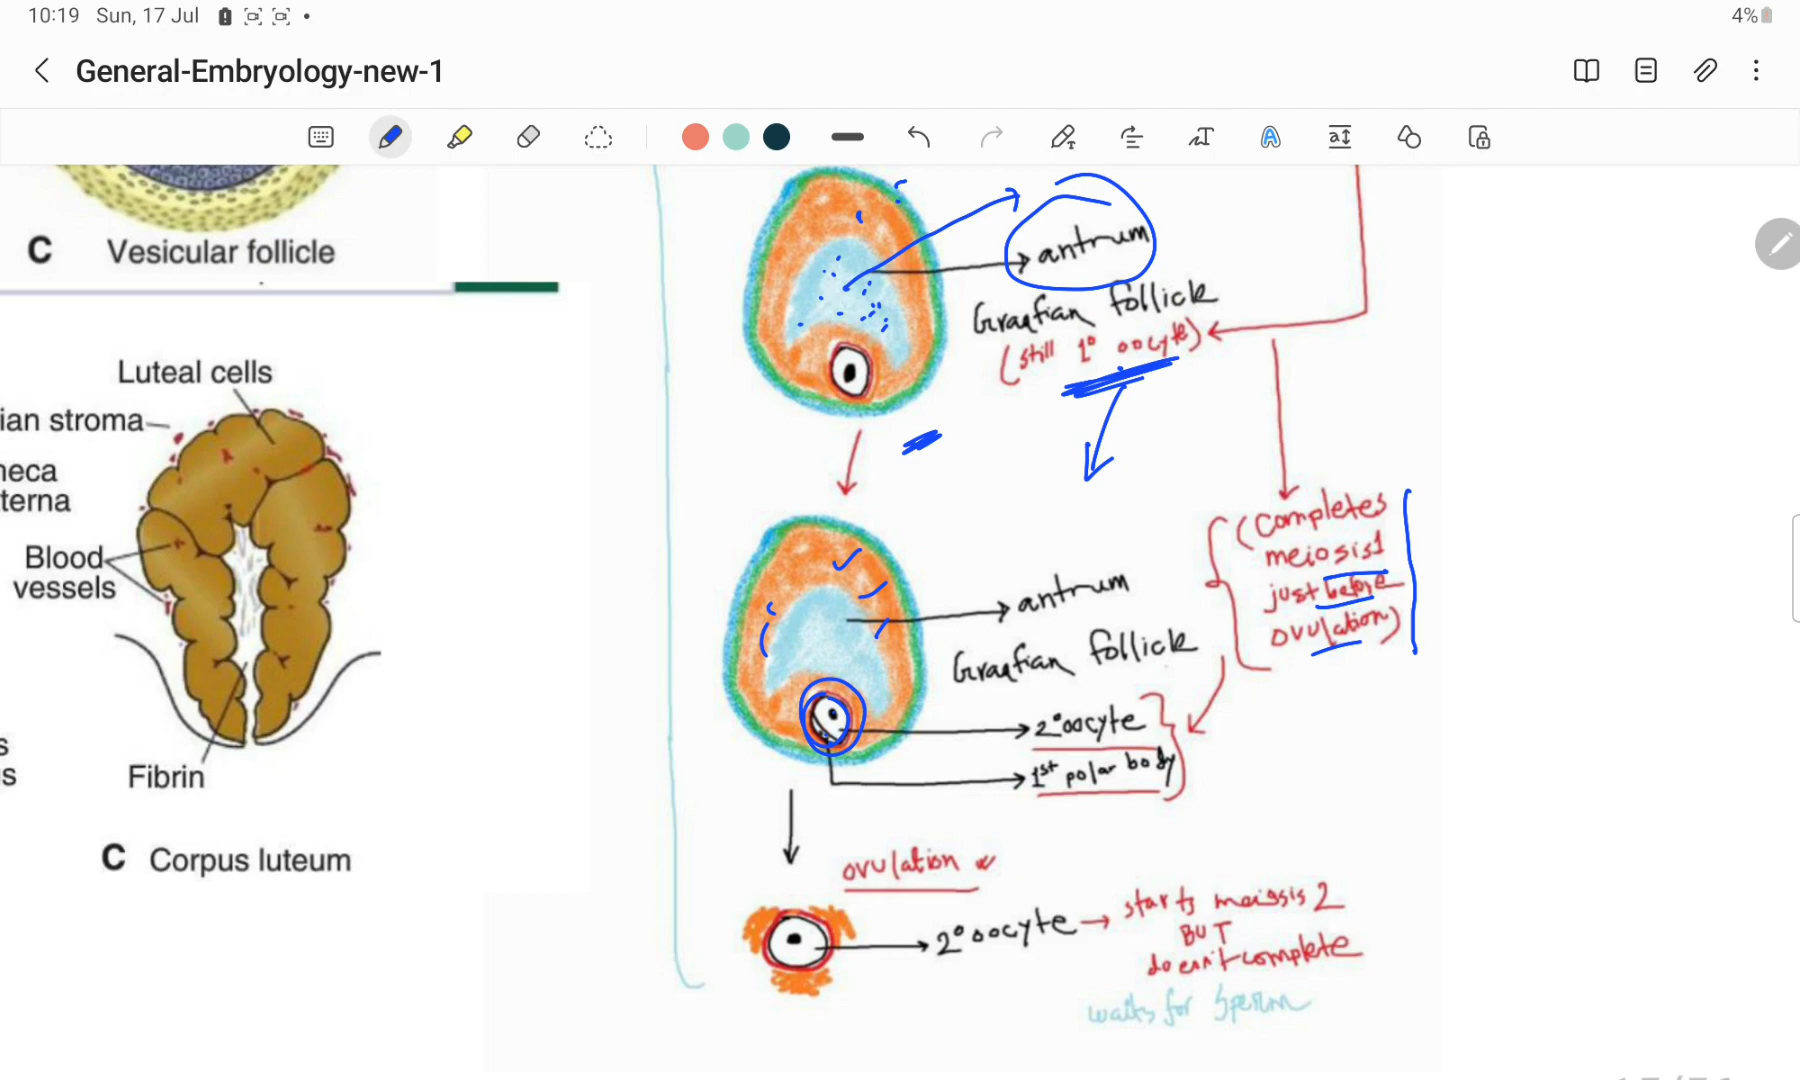 10:19 Sun, 17 Jul
4%
General-Embryology-new-1
C Vesicular follicle
Luteal cells
ian stroma
heca
terna
Blood
vessels
Fibrin
s
s
C Corpus luteum
antrum
Graafian follicle
(still 1° oocyte)
(completes
meiosis1
just before
ovulation)
antrum
Graafian follicle
2° oocyte
1st polar body
ovulation
2° oocyte → starts meiosis 2
BUT
doesn't complete
waits for sperm